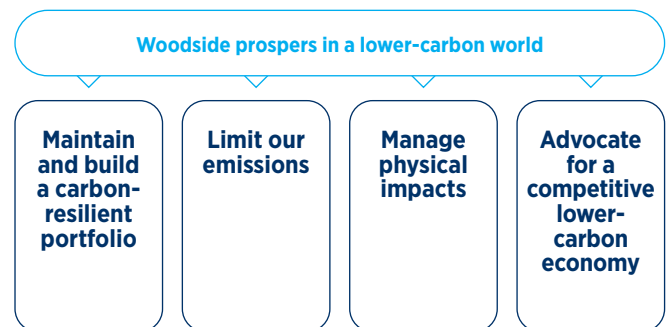 Woodside prospers in a lower-carbon world
Maintain
and build
a carbon-
resilient
portfolio
Limit our
emissions
Manage
physical
impacts
Advocate
for a
competitive
lower-
carbon
economy